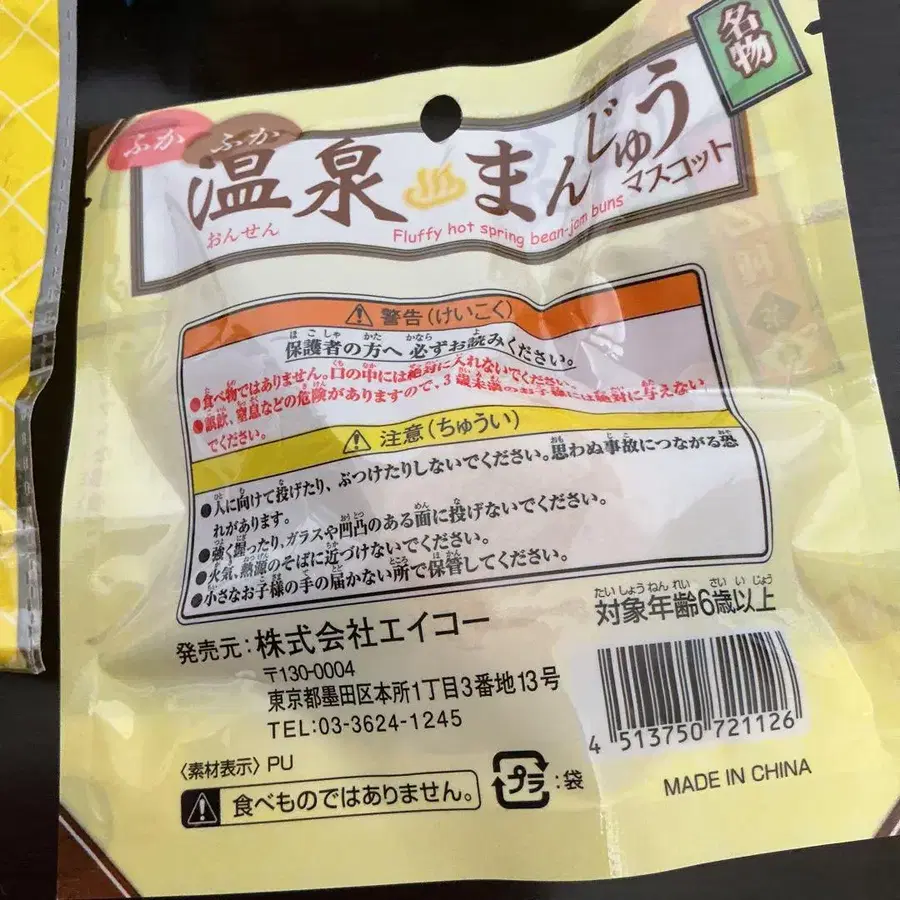 名物
ふか ふか
温泉♨まんじゅう
おんせん
マスコット
Fluffy hot spring bean-jam buns
⚠警告(けいこく)
保護者の方へ 必ずお読みください。
●食べ物ではありません。口の中には絶対に入れないでください。
●誤飲、窒息などの危険がありますので、3歳未満のお子様には絶対に与えない
でください。
⚠注意(ちゅうい)
●人に向けて投げたり、ぶつけたりしないでください。思わぬ事故につながる恐
れがあります。
●強く握ったり、ガラスや凹凸のある面に投げないでください。
●火気、熱源のそばに近づけないでください。
●小さなお子様の手の届かない所で保管してください。
たいしょうねんれい さいいじょう
対象年齢6歳以上
発売元:株式会社エイコー
〒130-0004
東京都墨田区本所1丁目3番地13号
TEL:03-3624-1245
〈素材表示〉PU
⚠食べものではありません。
プラ:袋
4 513750 721126
MADE IN CHINA